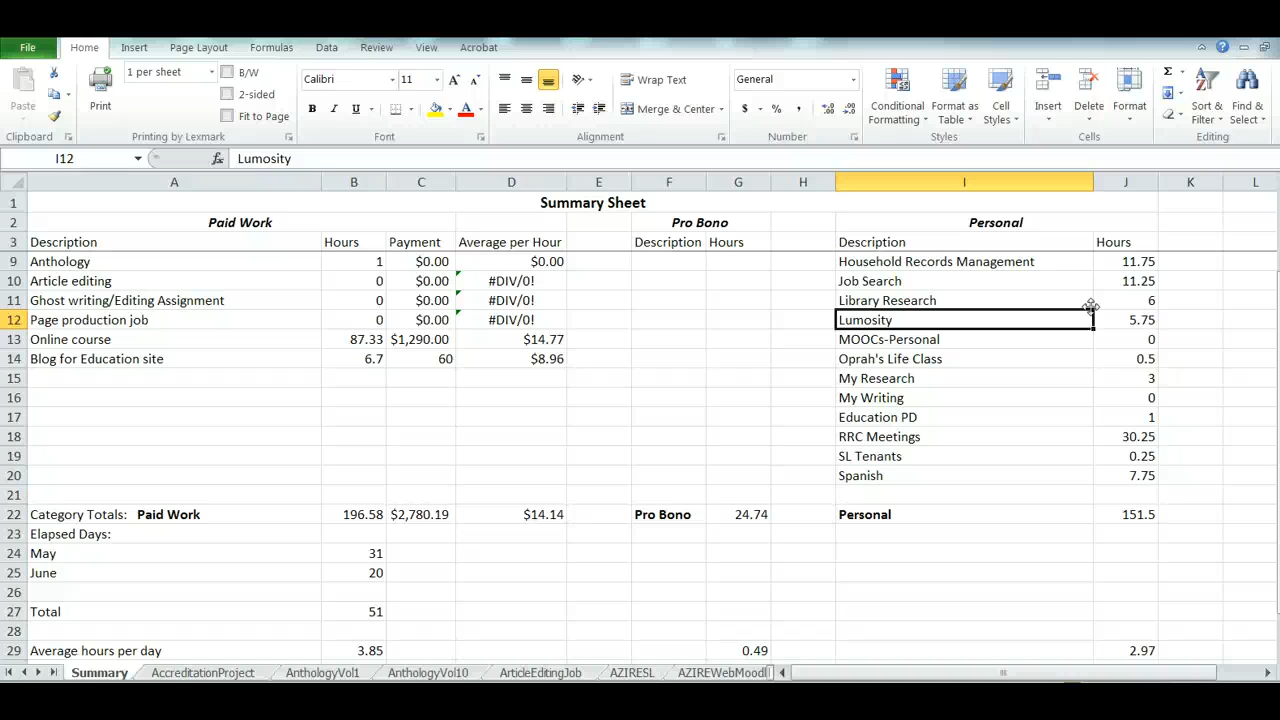 File Home Insert Page Layout Formulas Data Review View Acrobat
Paste Print 1 per sheet B/W 2-sided Fit to Page
Calibri 11 A A B I U A
Wrap Text Merge & Center
General $ % ,
Conditional Formatting Format as Table Cell Styles Insert Delete Format Σ Sort & Filter Find & Select
Clipboard Printing by Lexmark Font Alignment Number Styles Cells Editing
I12 fx Lumosity
A B C D E F G H I J K L
1 Summary Sheet
2 Paid Work Pro Bono Personal
3 Description Hours Payment Average per Hour Description Hours Description Hours
9 Anthology 1 $0.00 $0.00 Household Records Management 11.75
10 Article editing 0 $0.00 #DIV/0! Job Search 11.25
11 Ghost writing/Editing Assignment 0 $0.00 #DIV/0! Library Research 6
12 Page production job 0 $0.00 #DIV/0! Lumosity 5.75
13 Online course 87.33 $1,290.00 $14.77 MOOCs-Personal 0
14 Blog for Education site 6.7 60 $8.96 Oprah's Life Class 0.5
15 My Research 3
16 My Writing 0
17 Education PD 1
18 RRC Meetings 30.25
19 SL Tenants 0.25
20 Spanish 7.75
21
22 Category Totals: Paid Work 196.58 $2,780.19 $14.14 Pro Bono 24.74 Personal 151.5
23 Elapsed Days:
24 May 31
25 June 20
26
27 Total 51
28
29 Average hours per day 3.85 0.49 2.97
Summary AccreditationProject AnthologyVol1 AnthologyVol10 ArticleEditingJob AZIRESL AZIREWebMoodl